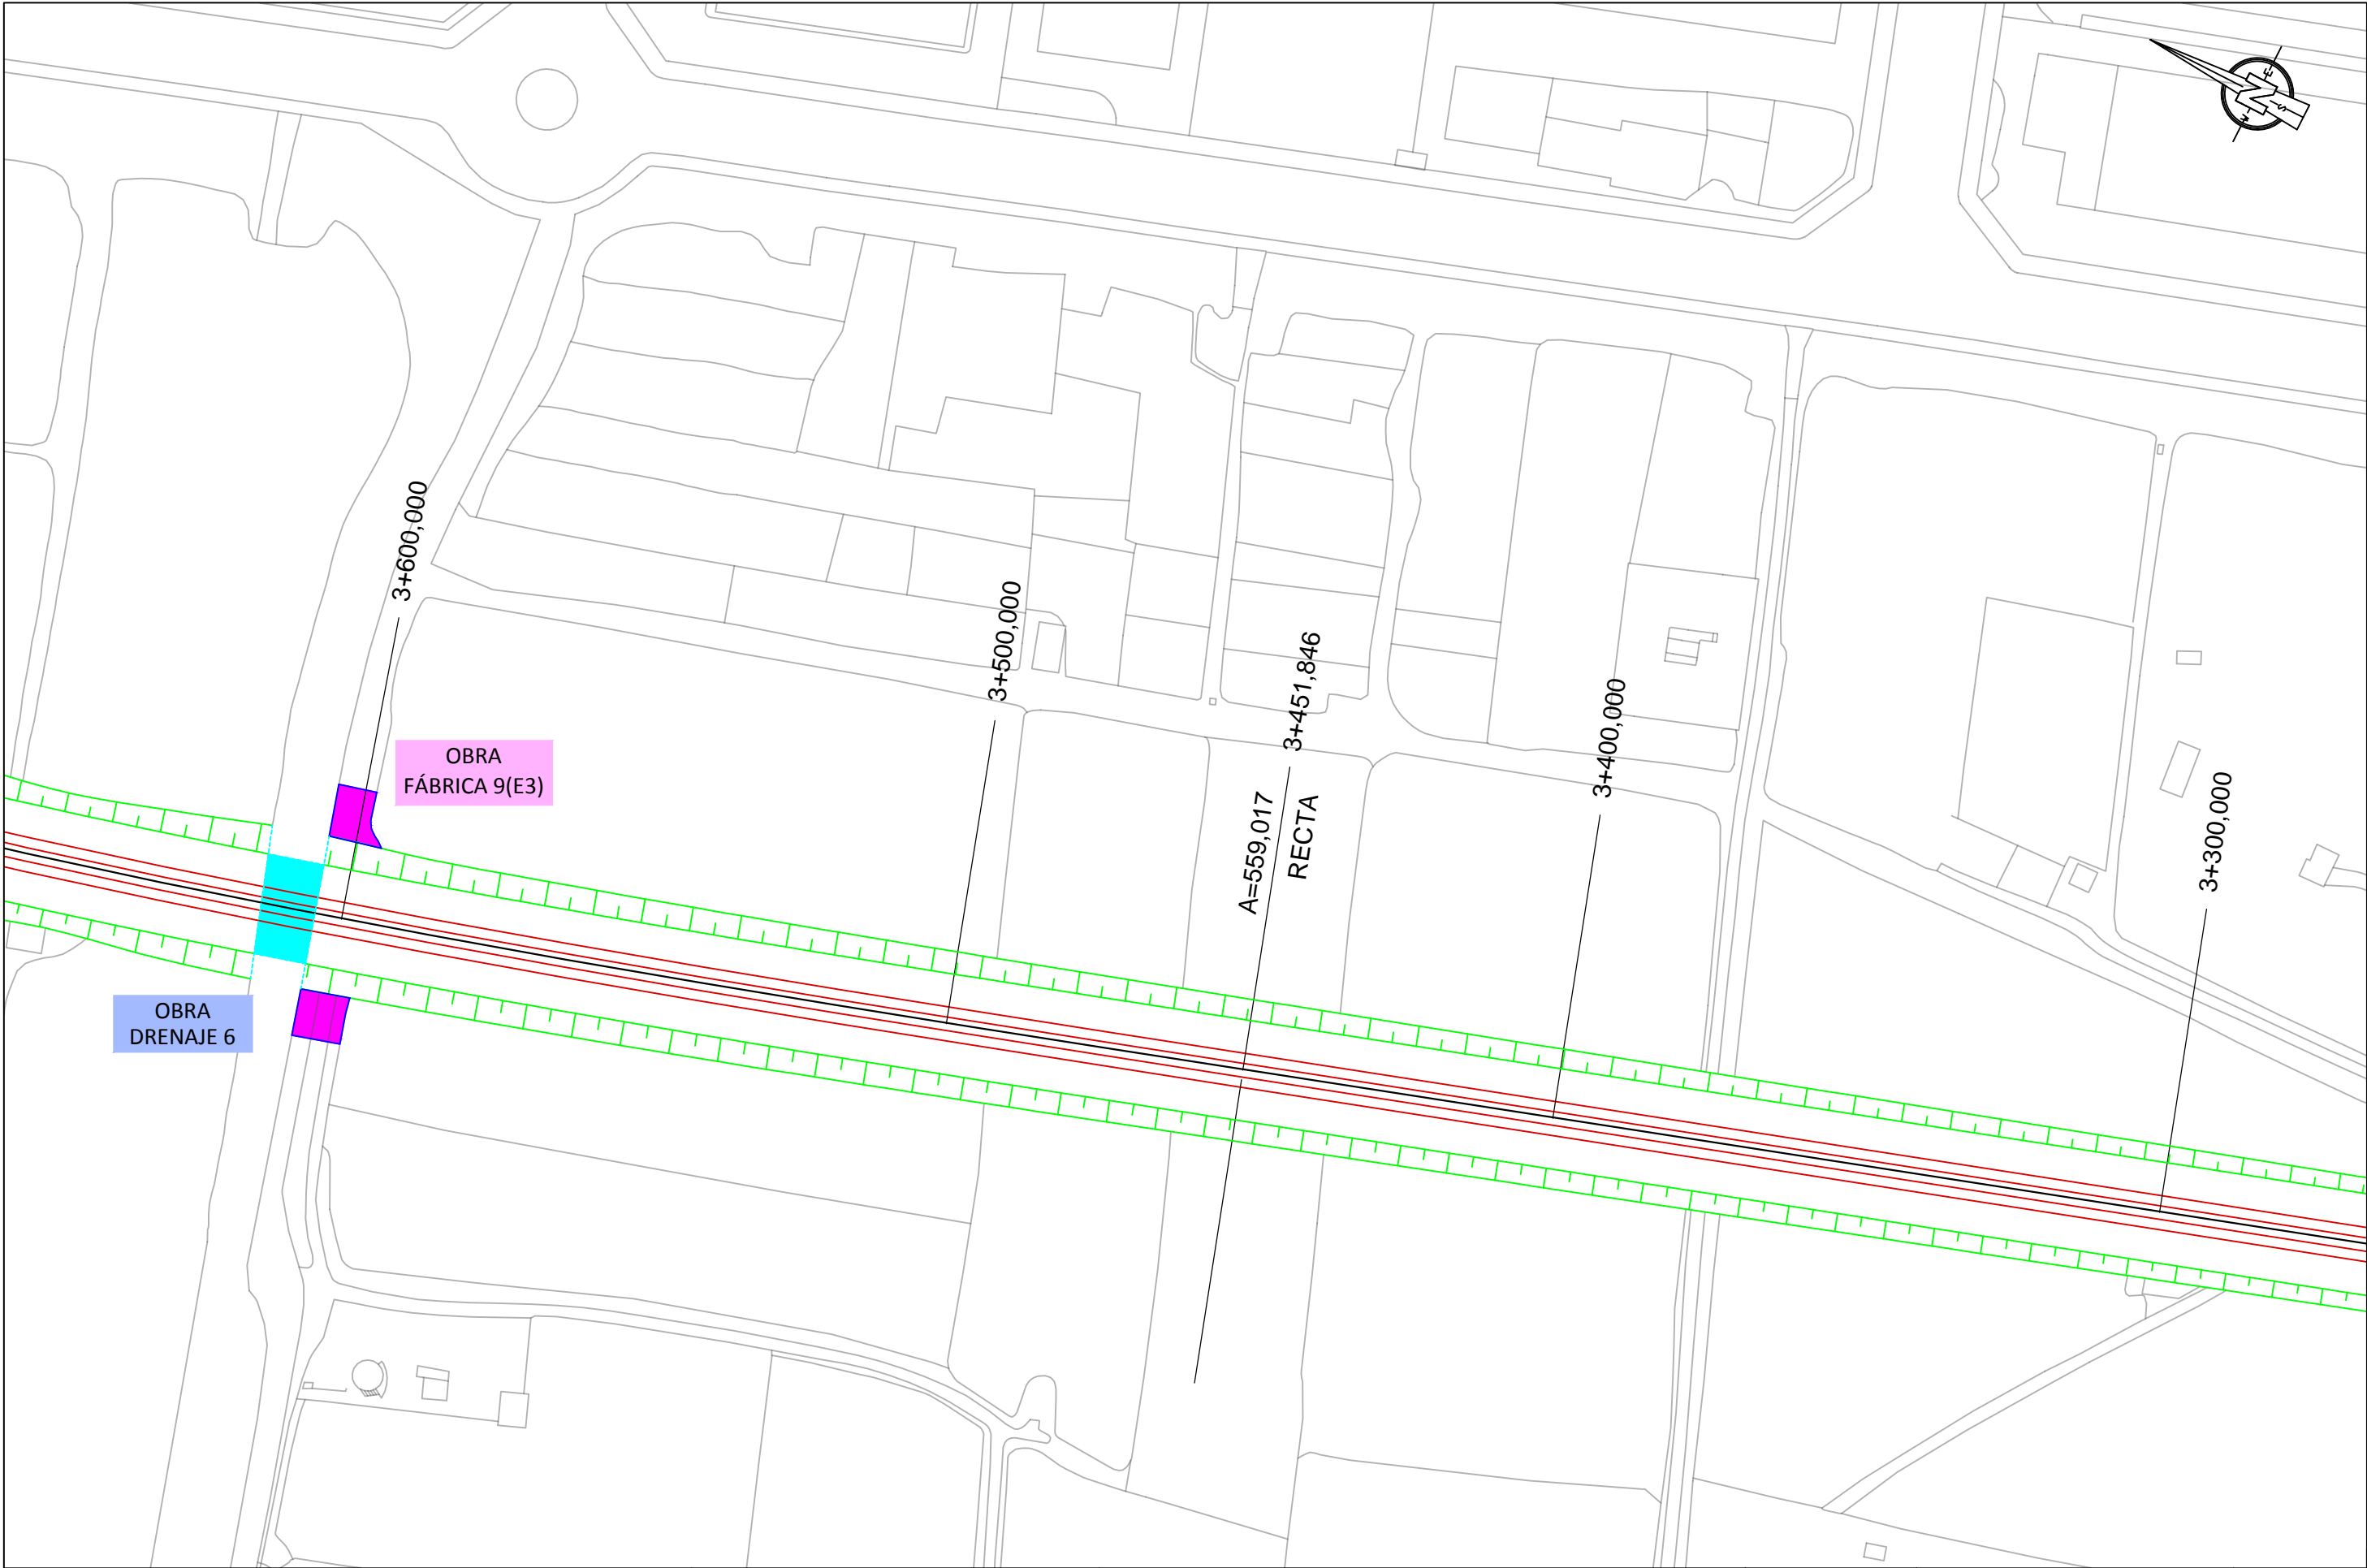 N
S
3+600,000
3+500,000
3+451,846
3+400,000
3+300,000
A=559,017
RECTA
OBRA
FÁBRICA 9(E3)
OBRA
DRENAJE 6